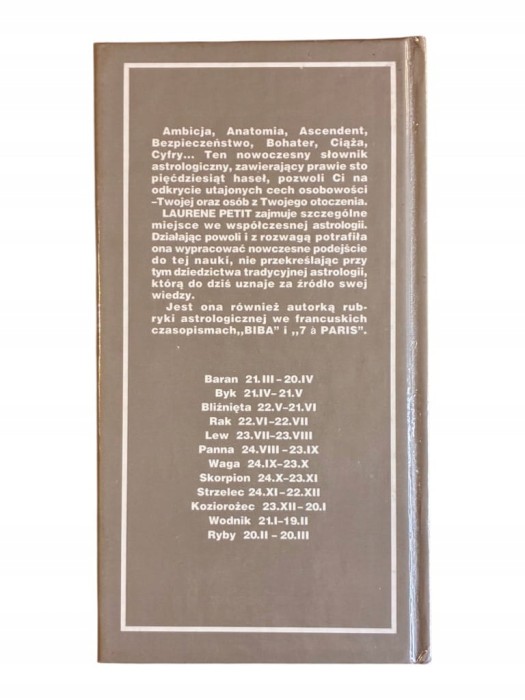 Ambicja, Anatomia, Ascendent,
Bezpieczeństwo, Bohater, Ciąża,
Cyfry... Ten nowoczesny słownik
astrologiczny, zawierający prawie sto
pięćdziesiąt haseł, pozwoli Ci na
odkrycie utajonych cech osobowości
–Twojej oraz osób z Twojego otoczenia.
LAURENE PETIT zajmuje szczególne
miejsce we współczesnej astrologii.
Działając powoli i z rozwagą potrafiła
ona wypracować nowoczesne podejście
do tej nauki, nie przekreślając przy
tym dziedzictwa tradycyjnej astrologii,
którą do dziś uznaje za źródło swej
wiedzy.
Jest ona również autorką rub-
ryki astrologicznej we francuskich
czasopismach,,BIBA" i ,,7 à PARIS".
Baran 21.III–20.IV
Byk 21.IV–21.V
Bliźnięta 22.V–21.VI
Rak 22.VI–22.VII
Lew 23.VII–23.VIII
Panna 24.VIII–23.IX
Waga 24.IX–23.X
Skorpion 24.X–23.XI
Strzelec 24.XI–22.XII
Koziorożec 23.XII–20.I
Wodnik 21.I–19.II
Ryby 20.II – 20.III